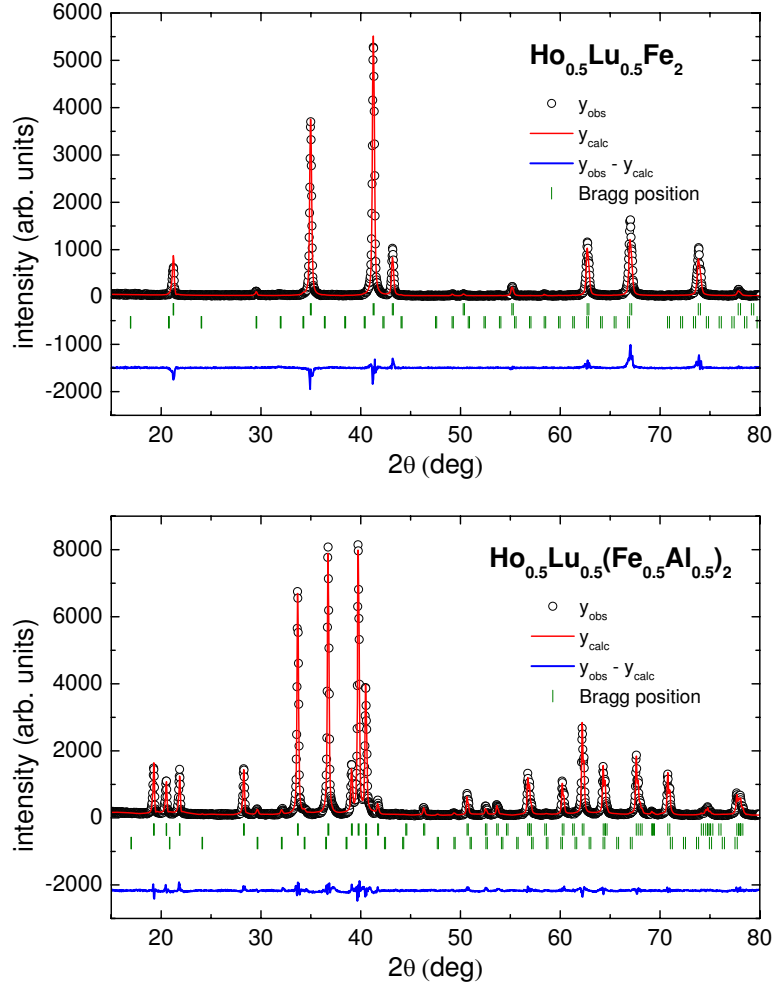 Ho0.5Lu0.5Fe2
yobs
ycalc
yobs - ycalc
Bragg position
6000
5000
4000
3000
2000
1000
0
-1000
-2000
intensity (arb. units)
20 30 40 50 60 70 80
2θ (deg)
Ho0.5Lu0.5(Fe0.5Al0.5)2
yobs
ycalc
yobs - ycalc
Bragg position
8000
6000
4000
2000
0
-2000
intensity (arb. units)
20 30 40 50 60 70 80
2θ (deg)